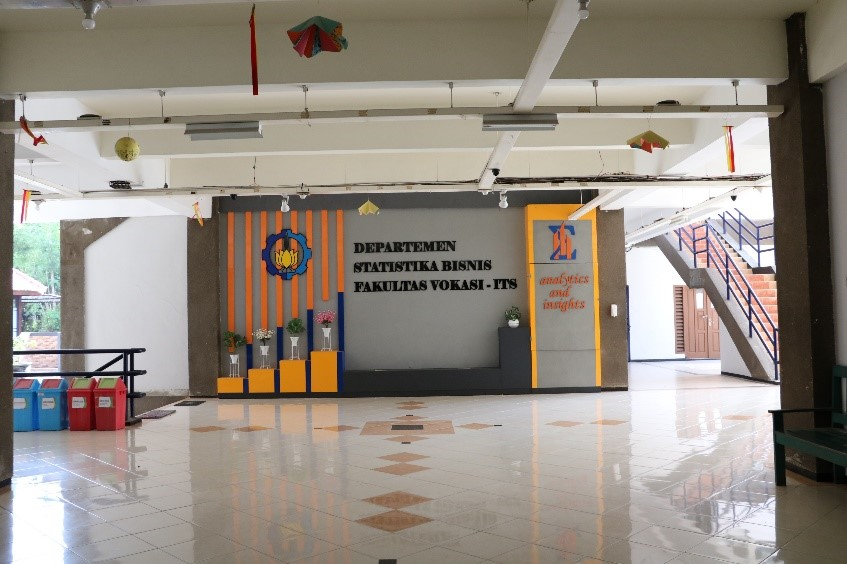 DEPARTEMEN
STATISTIKA BISNIS
FAKULTAS VOKASI - ITS
analytics
and
insights